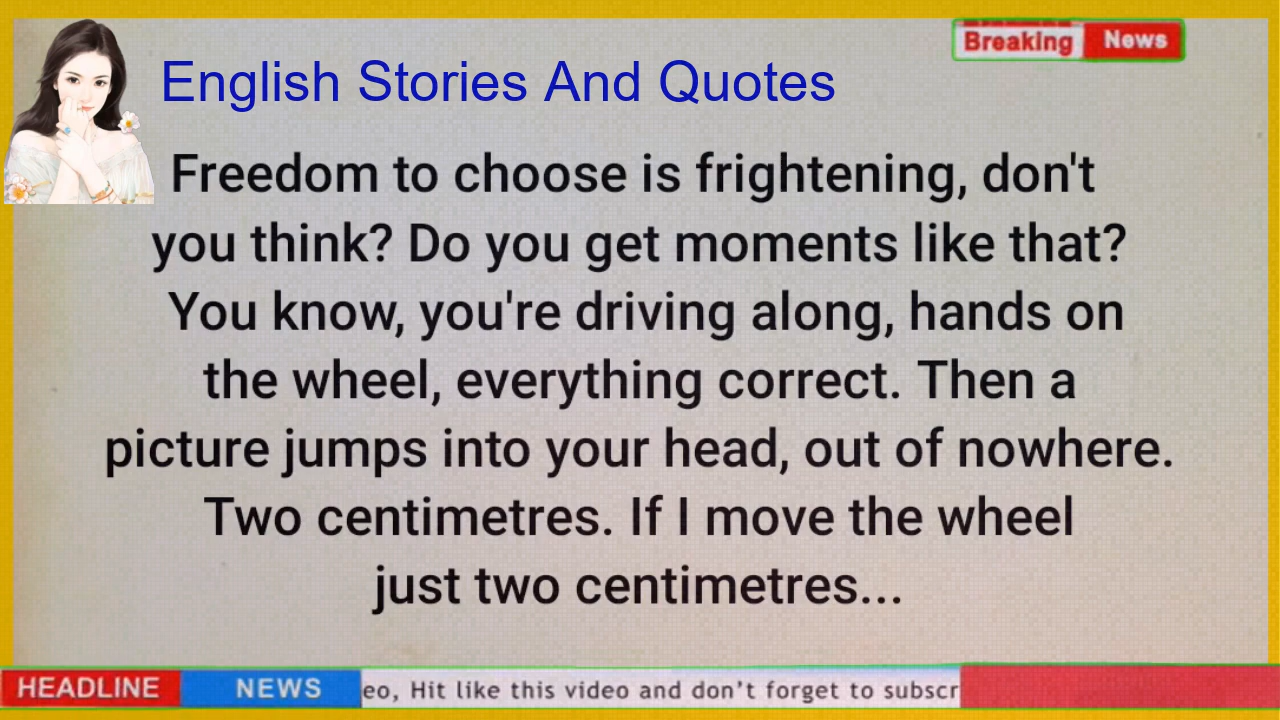 Breaking News
English Stories And Quotes
Freedom to choose is frightening, don't
you think? Do you get moments like that?
You know, you're driving along, hands on
the wheel, everything correct. Then a
picture jumps into your head, out of nowhere.
Two centimetres. If I move the wheel
just two centimetres...
HEADLINE NEWS eo, Hit like this video and don't forget to subscr